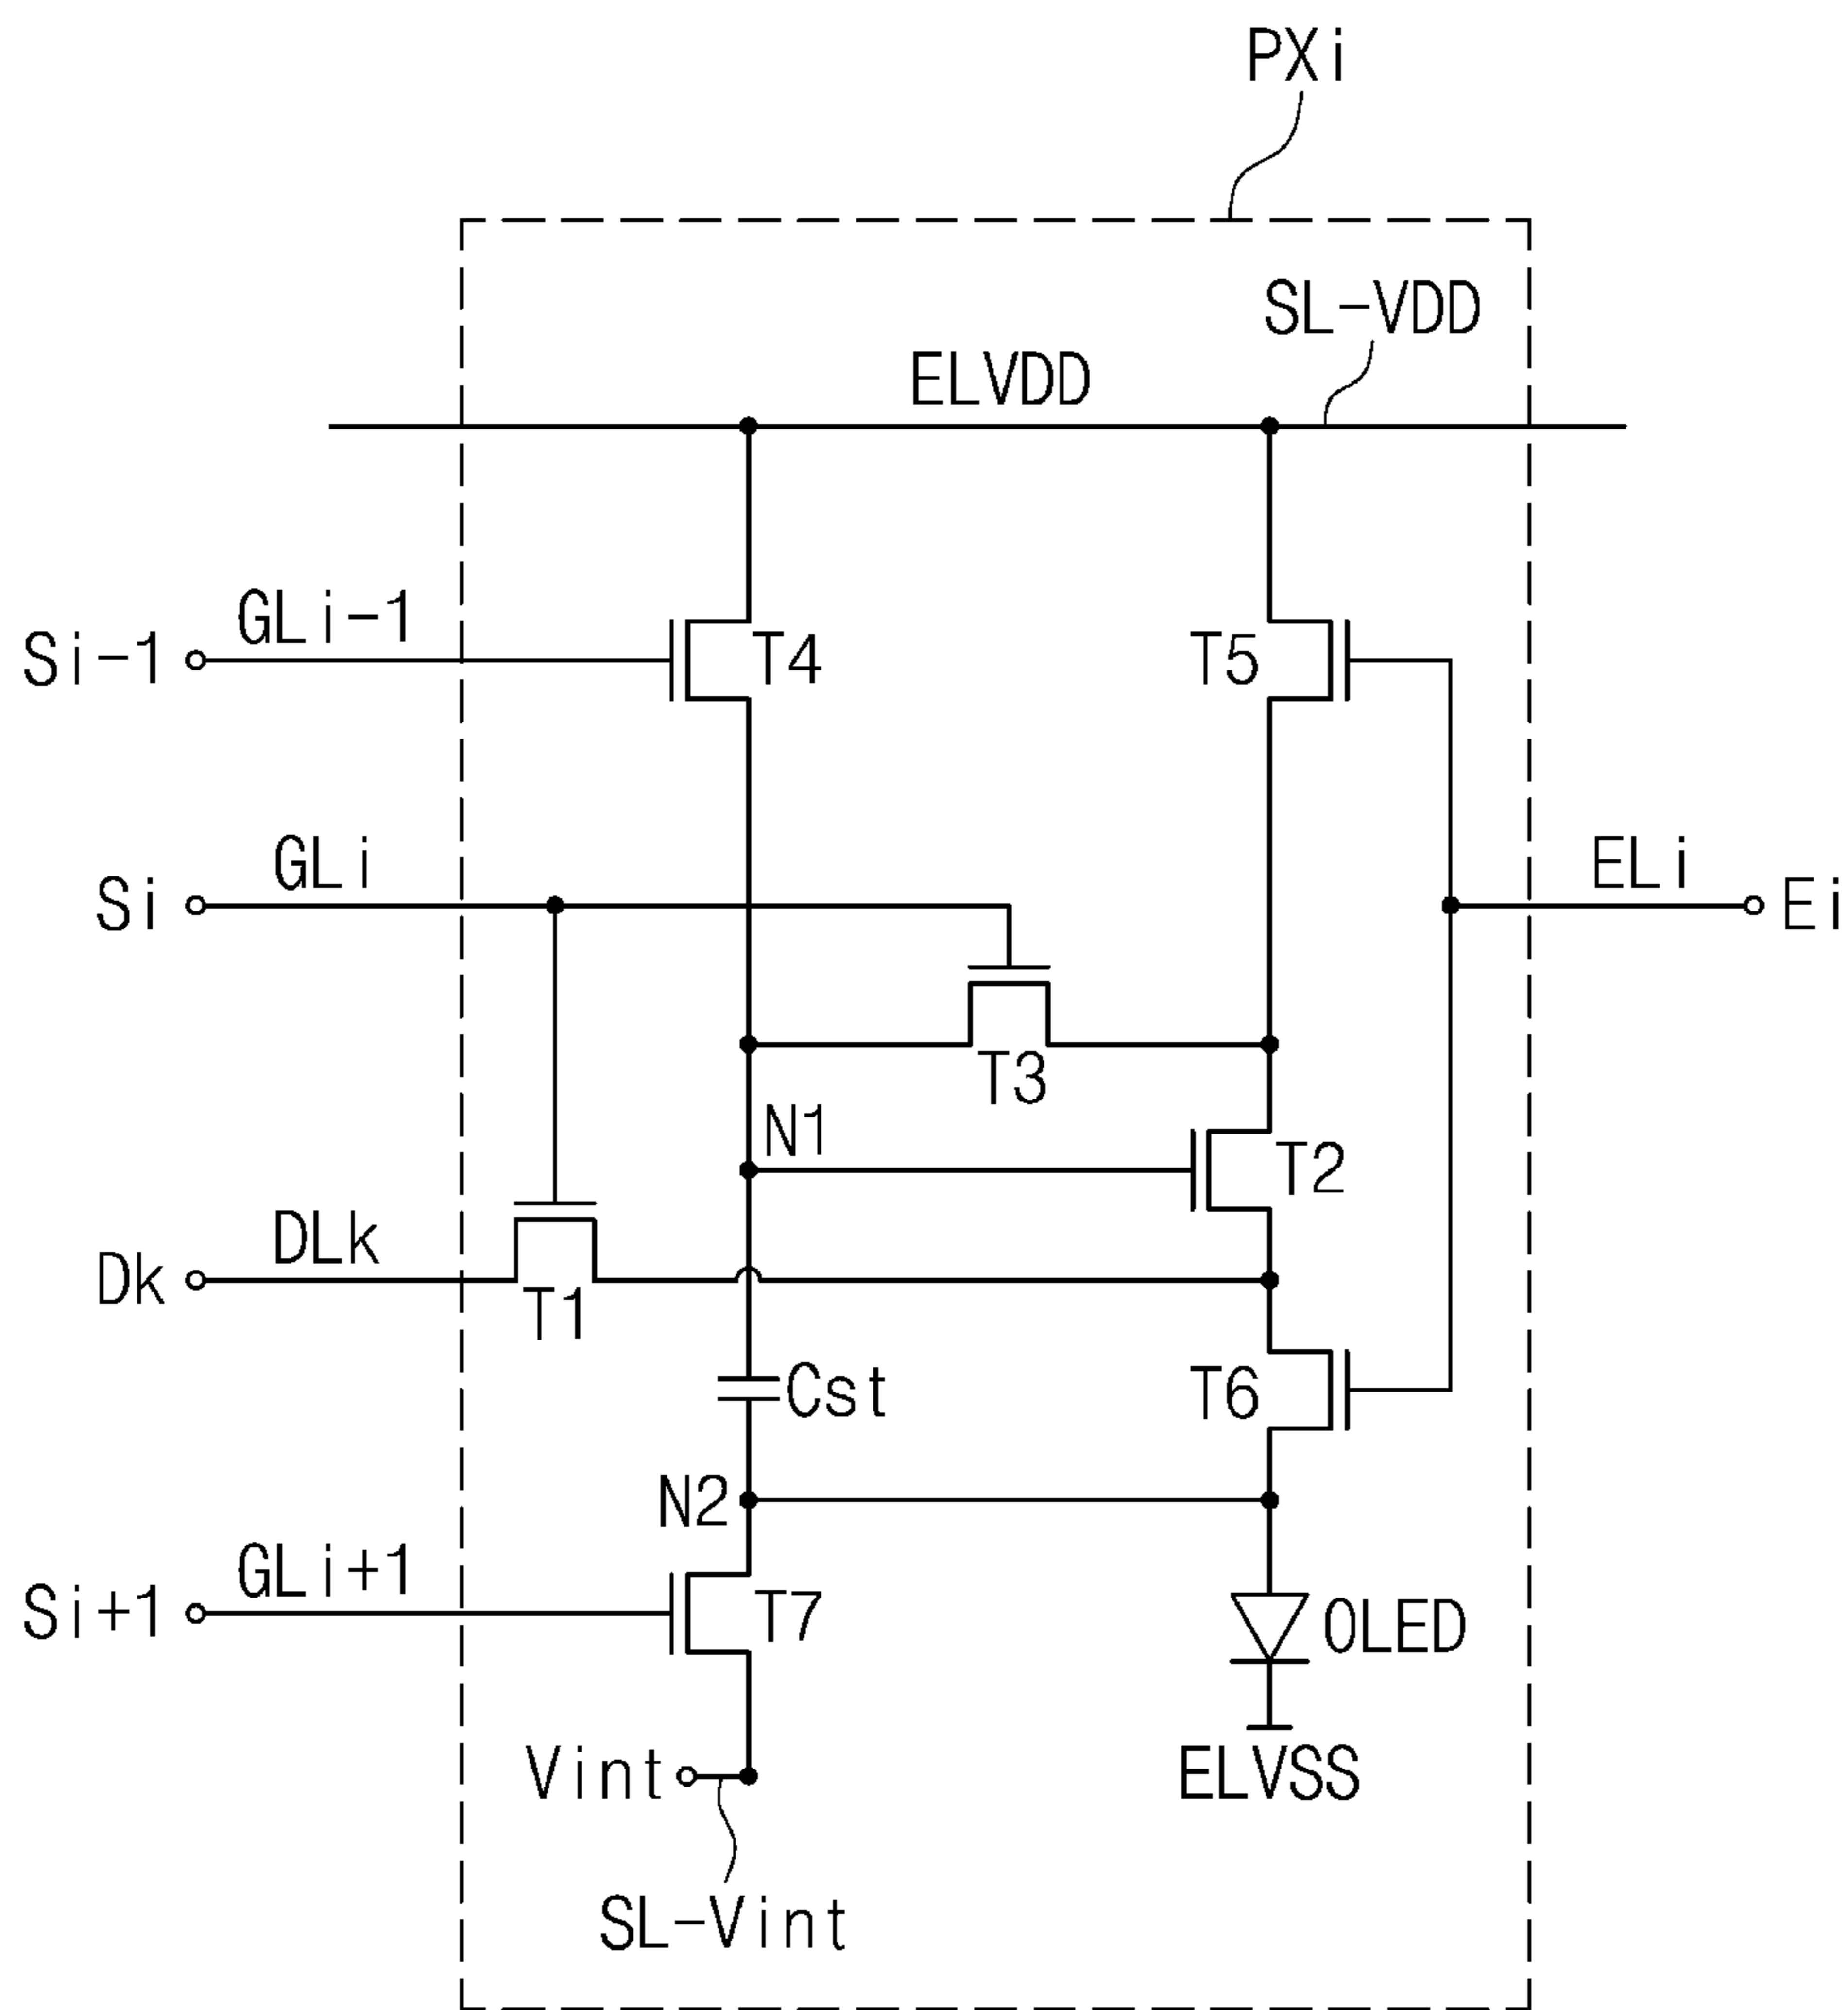 PXi
SL-VDD
ELVDD
GLi-1
Si-1
T4
T5
GLi
Si
ELi
Ei
T3
N1
T2
DLk
Dk
T1
Cst
T6
N2
GLi+1
Si+1
T7
OLED
Vint
ELVSS
SL-Vint